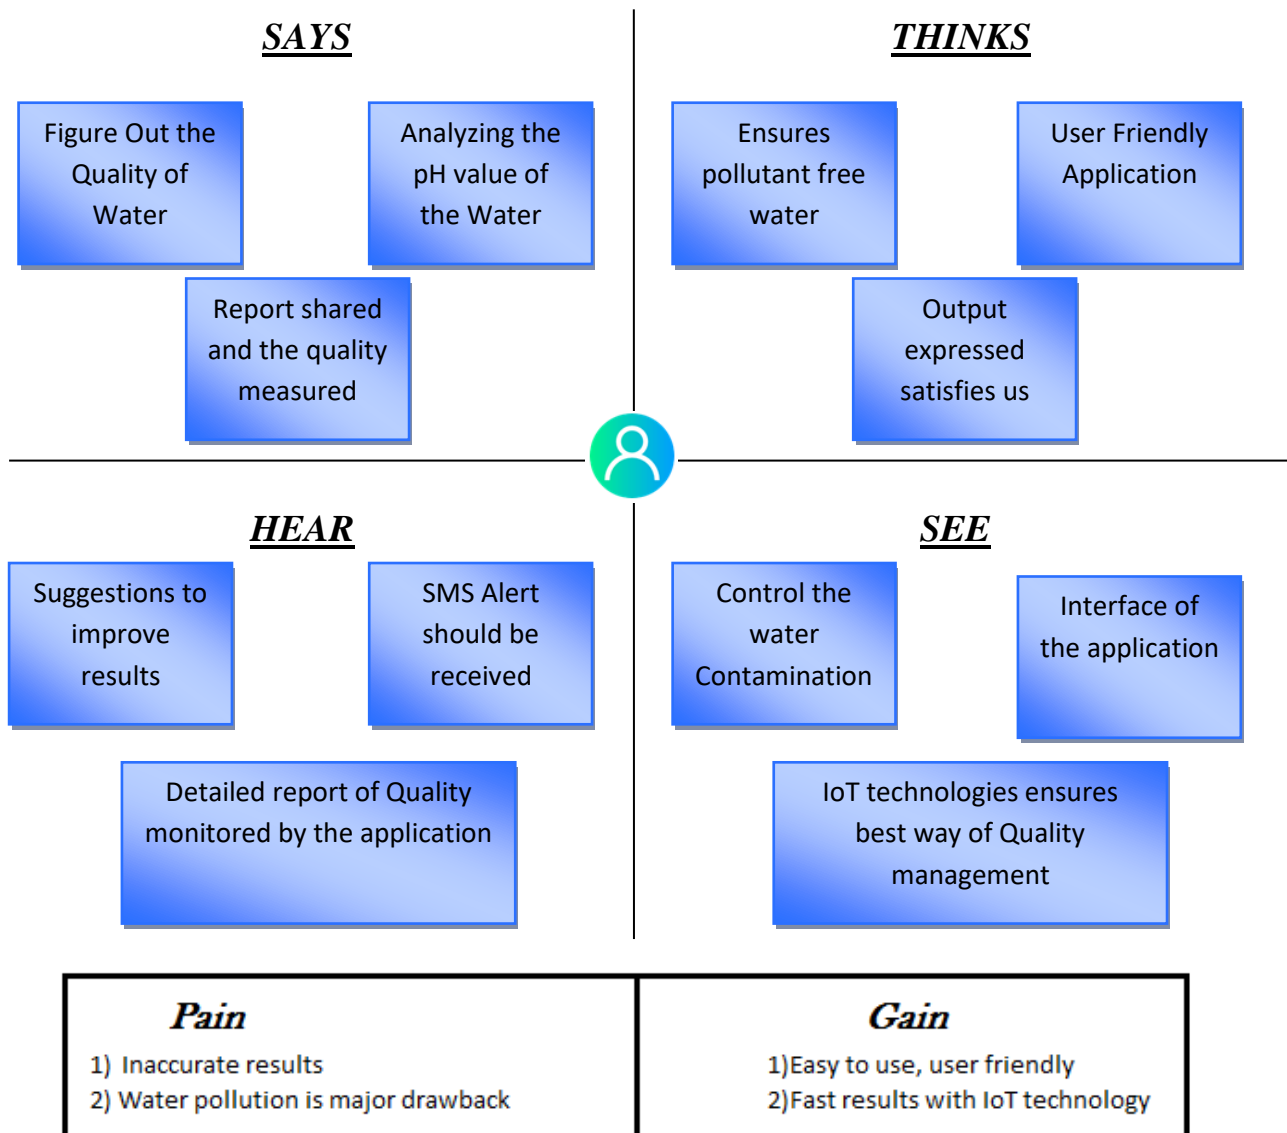 SAYS
Figure Out the
Quality of
Water
Analyzing the
pH value of
the Water
Report shared
and the quality
measured
THINKS
Ensures
pollutant free
water
User Friendly
Application
Output
expressed
satisfies us
HEAR
Suggestions to
improve
results
SMS Alert
should be
received
Detailed report of Quality
monitored by the application
SEE
Control the
water
Contamination
Interface of
the application
IoT technologies ensures
best way of Quality
management
Pain
1) Inaccurate results
2) Water pollution is major drawback
Gain
1)Easy to use, user friendly
2)Fast results with IoT technology